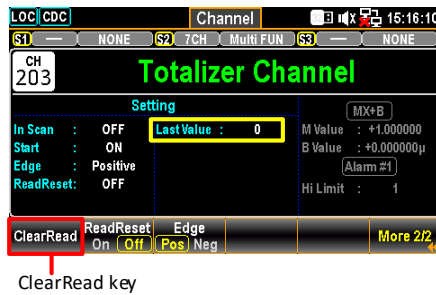 LOC CDC Channel 15:16:10
S1 — NONE S2 7CH Multi FUN S3 — NONE
CH 203 Totalizer Channel
Setting
MX+B
In Scan : OFF Last Value : 0 M Value : +1.000000
Start : ON B Value : +0.000000µ
Edge : Positive Alarm #1
ReadReset: OFF Hi Limit : 1
ClearRead ReadReset On Off Edge Pos Neg More 2/2
ClearRead key